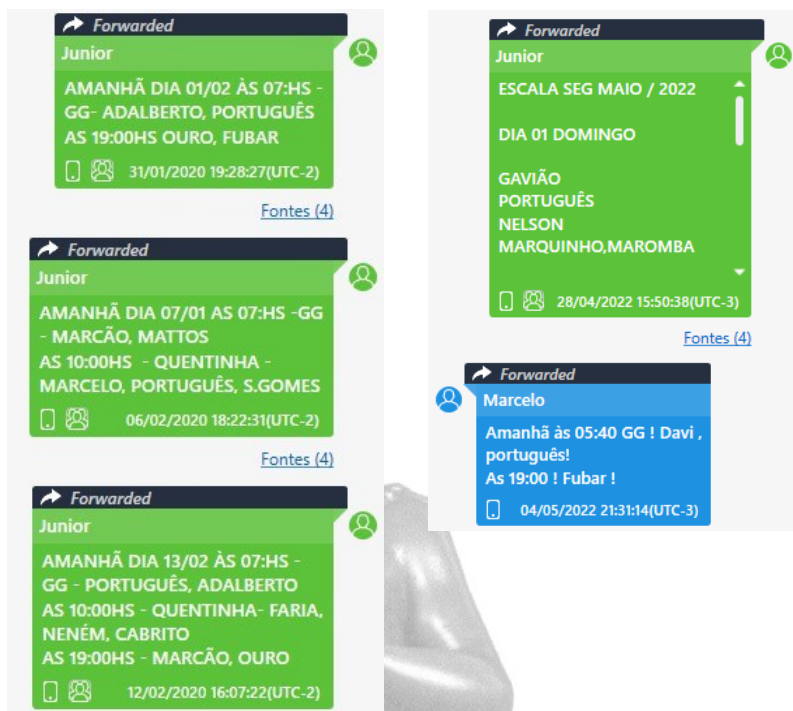 Forwarded
Junior
AMANHÃ DIA 01/02 ÀS 07:HS -
GG- ADALBERTO, PORTUGUÊS
AS 19:00HS OURO, FUBAR
31/01/2020 19:28:27(UTC-2)
Fontes (4)
Forwarded
Junior
AMANHÃ DIA 07/01 AS 07:HS -GG
- MARCÃO, MATTOS
AS 10:00HS - QUENTINHA -
MARCELO, PORTUGUÊS, S.GOMES
06/02/2020 18:22:31(UTC-2)
Fontes (4)
Forwarded
Junior
AMANHÃ DIA 13/02 ÀS 07:HS -
GG - PORTUGUÊS, ADALBERTO
AS 10:00HS - QUENTINHA- FARIA,
NENÉM, CABRITO
AS 19:00HS - MARCÃO, OURO
12/02/2020 16:07:22(UTC-2)
Forwarded
Junior
ESCALA SEG MAIO / 2022
DIA 01 DOMINGO
GAVIÃO
PORTUGUÊS
NELSON
MARQUINHO,MAROMBA
28/04/2022 15:50:38(UTC-3)
Fontes (4)
Forwarded
Marcelo
Amanhã às 05:40 GG ! Davi ,
português!
As 19:00 ! Fubar !
04/05/2022 21:31:14(UTC-3)